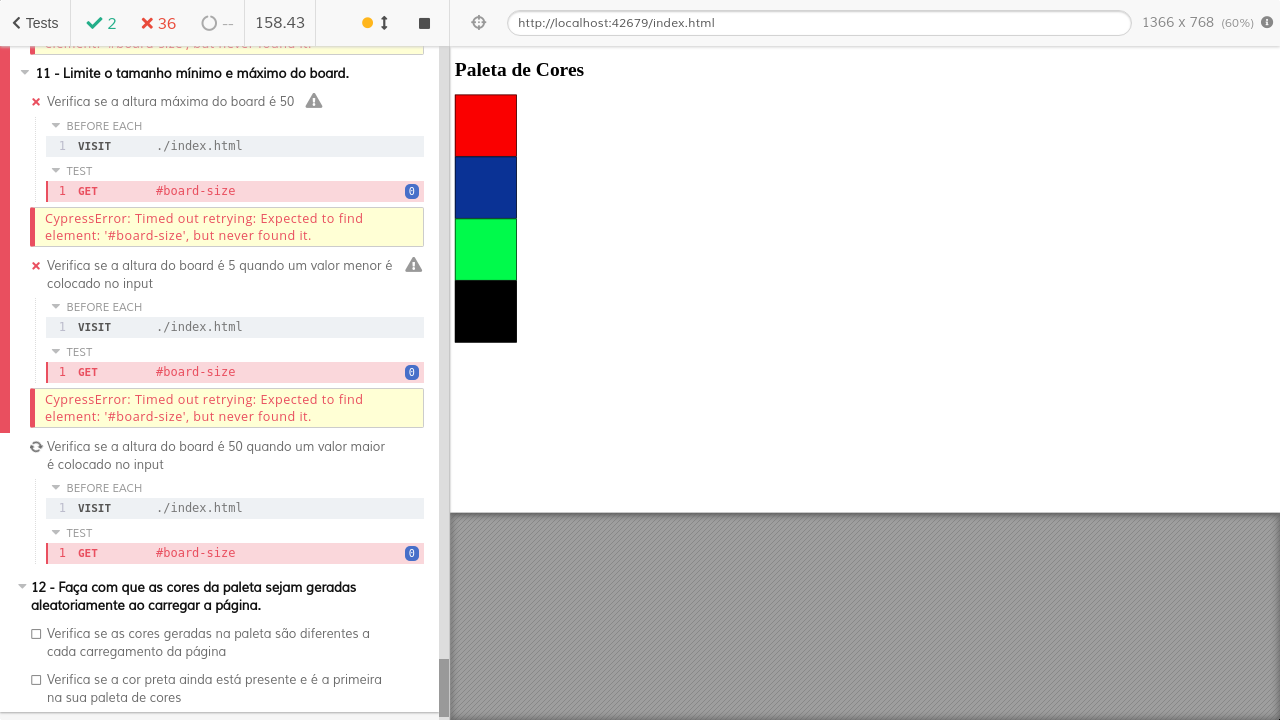 Tests
2
36
--
158.43
http://localhost:42679/index.html
1366 x 768 (60%)
element: '#board-size', but never found it.
11 - Limite o tamanho mínimo e máximo do board.
Verifica se a altura máxima do board é 50
BEFORE EACH
1 VISIT ./index.html
TEST
1 GET #board-size 0
CypressError: Timed out retrying: Expected to find
element: '#board-size', but never found it.
Verifica se a altura do board é 5 quando um valor menor é
colocado no input
BEFORE EACH
1 VISIT ./index.html
TEST
1 GET #board-size 0
CypressError: Timed out retrying: Expected to find
element: '#board-size', but never found it.
Verifica se a altura do board é 50 quando um valor maior
é colocado no input
BEFORE EACH
1 VISIT ./index.html
TEST
1 GET #board-size 0
12 - Faça com que as cores da paleta sejam geradas
aleatoriamente ao carregar a página.
Verifica se as cores geradas na paleta são diferentes a
cada carregamento da página
Verifica se a cor preta ainda está presente e é a primeira
na sua paleta de cores
Paleta de Cores